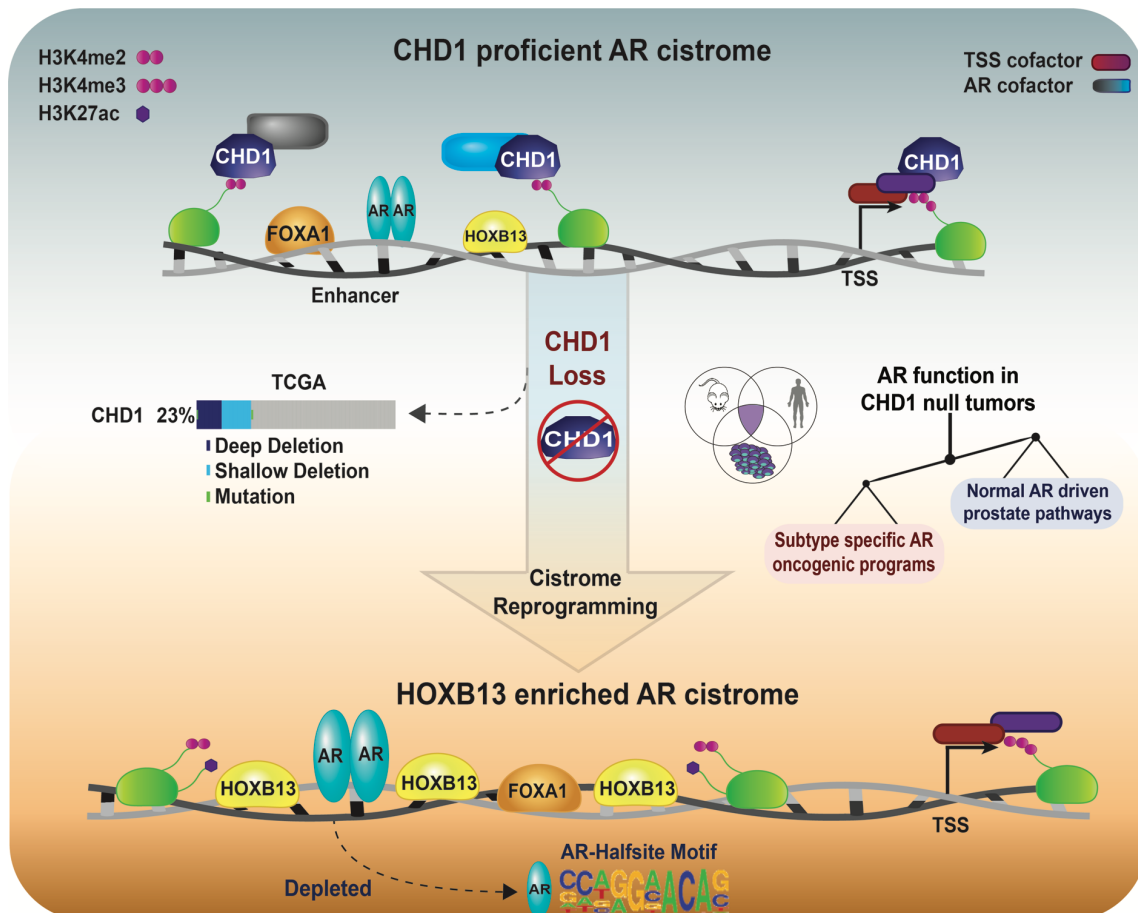 CHD1 proficient AR cistrome
H3K4me2
H3K4me3
H3K27ac
TSS cofactor
AR cofactor
CHD1
CHD1
CHD1
FOXA1
AR AR
HOXB13
Enhancer
TSS
CHD1
Loss
CHD1
TCGA
CHD1 23%
Deep Deletion
Shallow Deletion
Mutation
AR function in
CHD1 null tumors
Normal AR driven
prostate pathways
Subtype specific AR
oncogenic programs
Cistrome
Reprogramming
HOXB13 enriched AR cistrome
HOXB13
AR AR
HOXB13
FOXA1
HOXB13
TSS
Depleted
AR-Halfsite Motif
AR